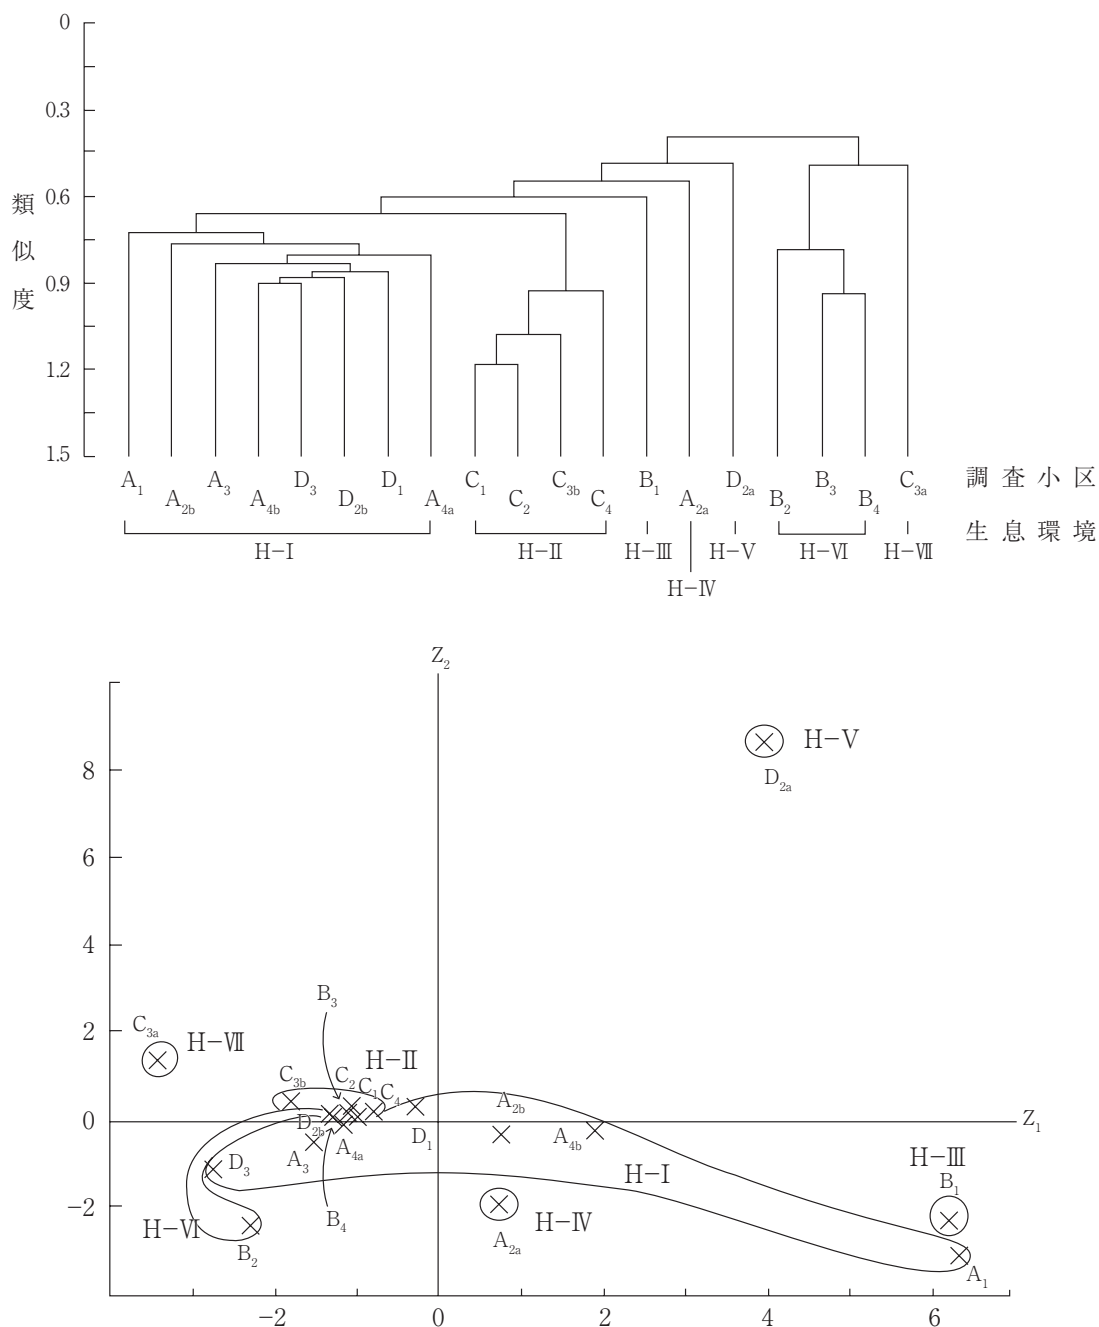 0
0.3
0.6
0.9
1.2
1.5
類似度
A1 A3 D3 D1 C1 C3b B1 D2a B3 C3a 調査小区
A2b A4b D2b A4a C2 C4 A2a B2 B4
生息環境
H-Ⅰ H-Ⅱ H-Ⅲ H-Ⅴ H-Ⅵ H-Ⅶ
H-Ⅳ
Z2
H-Ⅴ
8
D2a
6
4
B3
2
C3a
H-Ⅶ
H-Ⅱ
C3b C2 C1 C4
A2b
0
Z1
D2b
D1 A4b
A3 A4a
D3
H-Ⅰ
H-Ⅲ
B1
-2
H-Ⅵ
B4
H-Ⅳ
B2
A2a
A1
-2 0 2 4 6